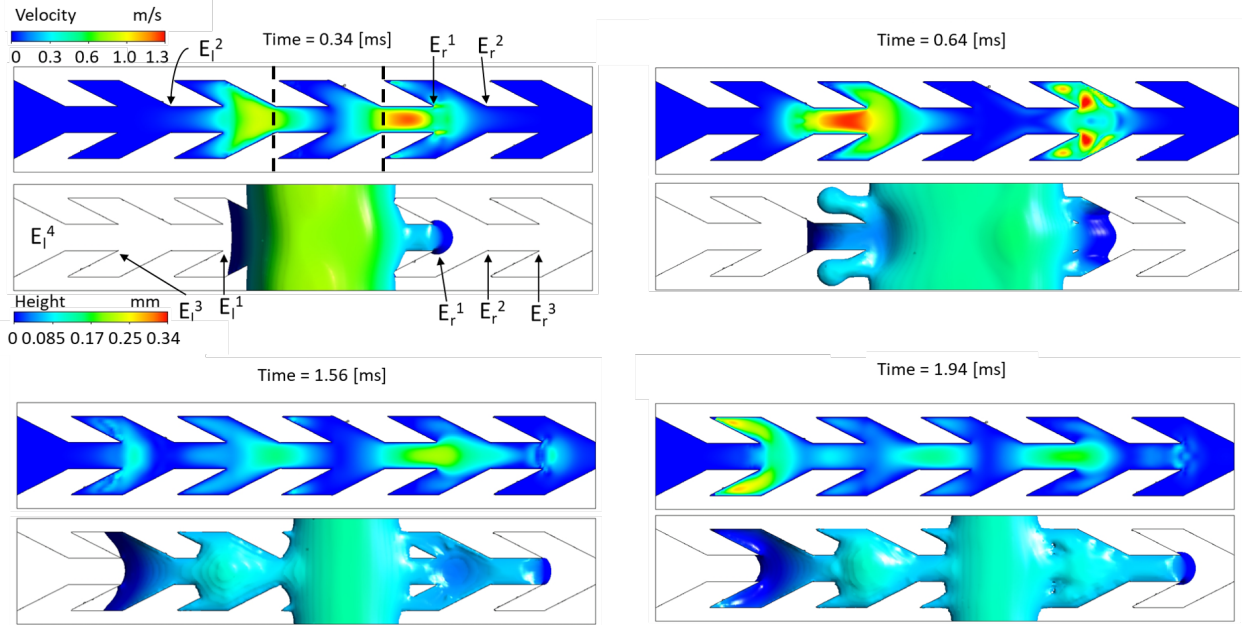 Velocity m/s
0 0.3 0.6 1.0 1.3
Time = 0.34 [ms]
Time = 0.64 [ms]
El2
Er1
Er2
El4
El3
El1
Er1
Er2
Er3
Height mm
0 0.085 0.17 0.25 0.34
Time = 1.56 [ms]
Time = 1.94 [ms]